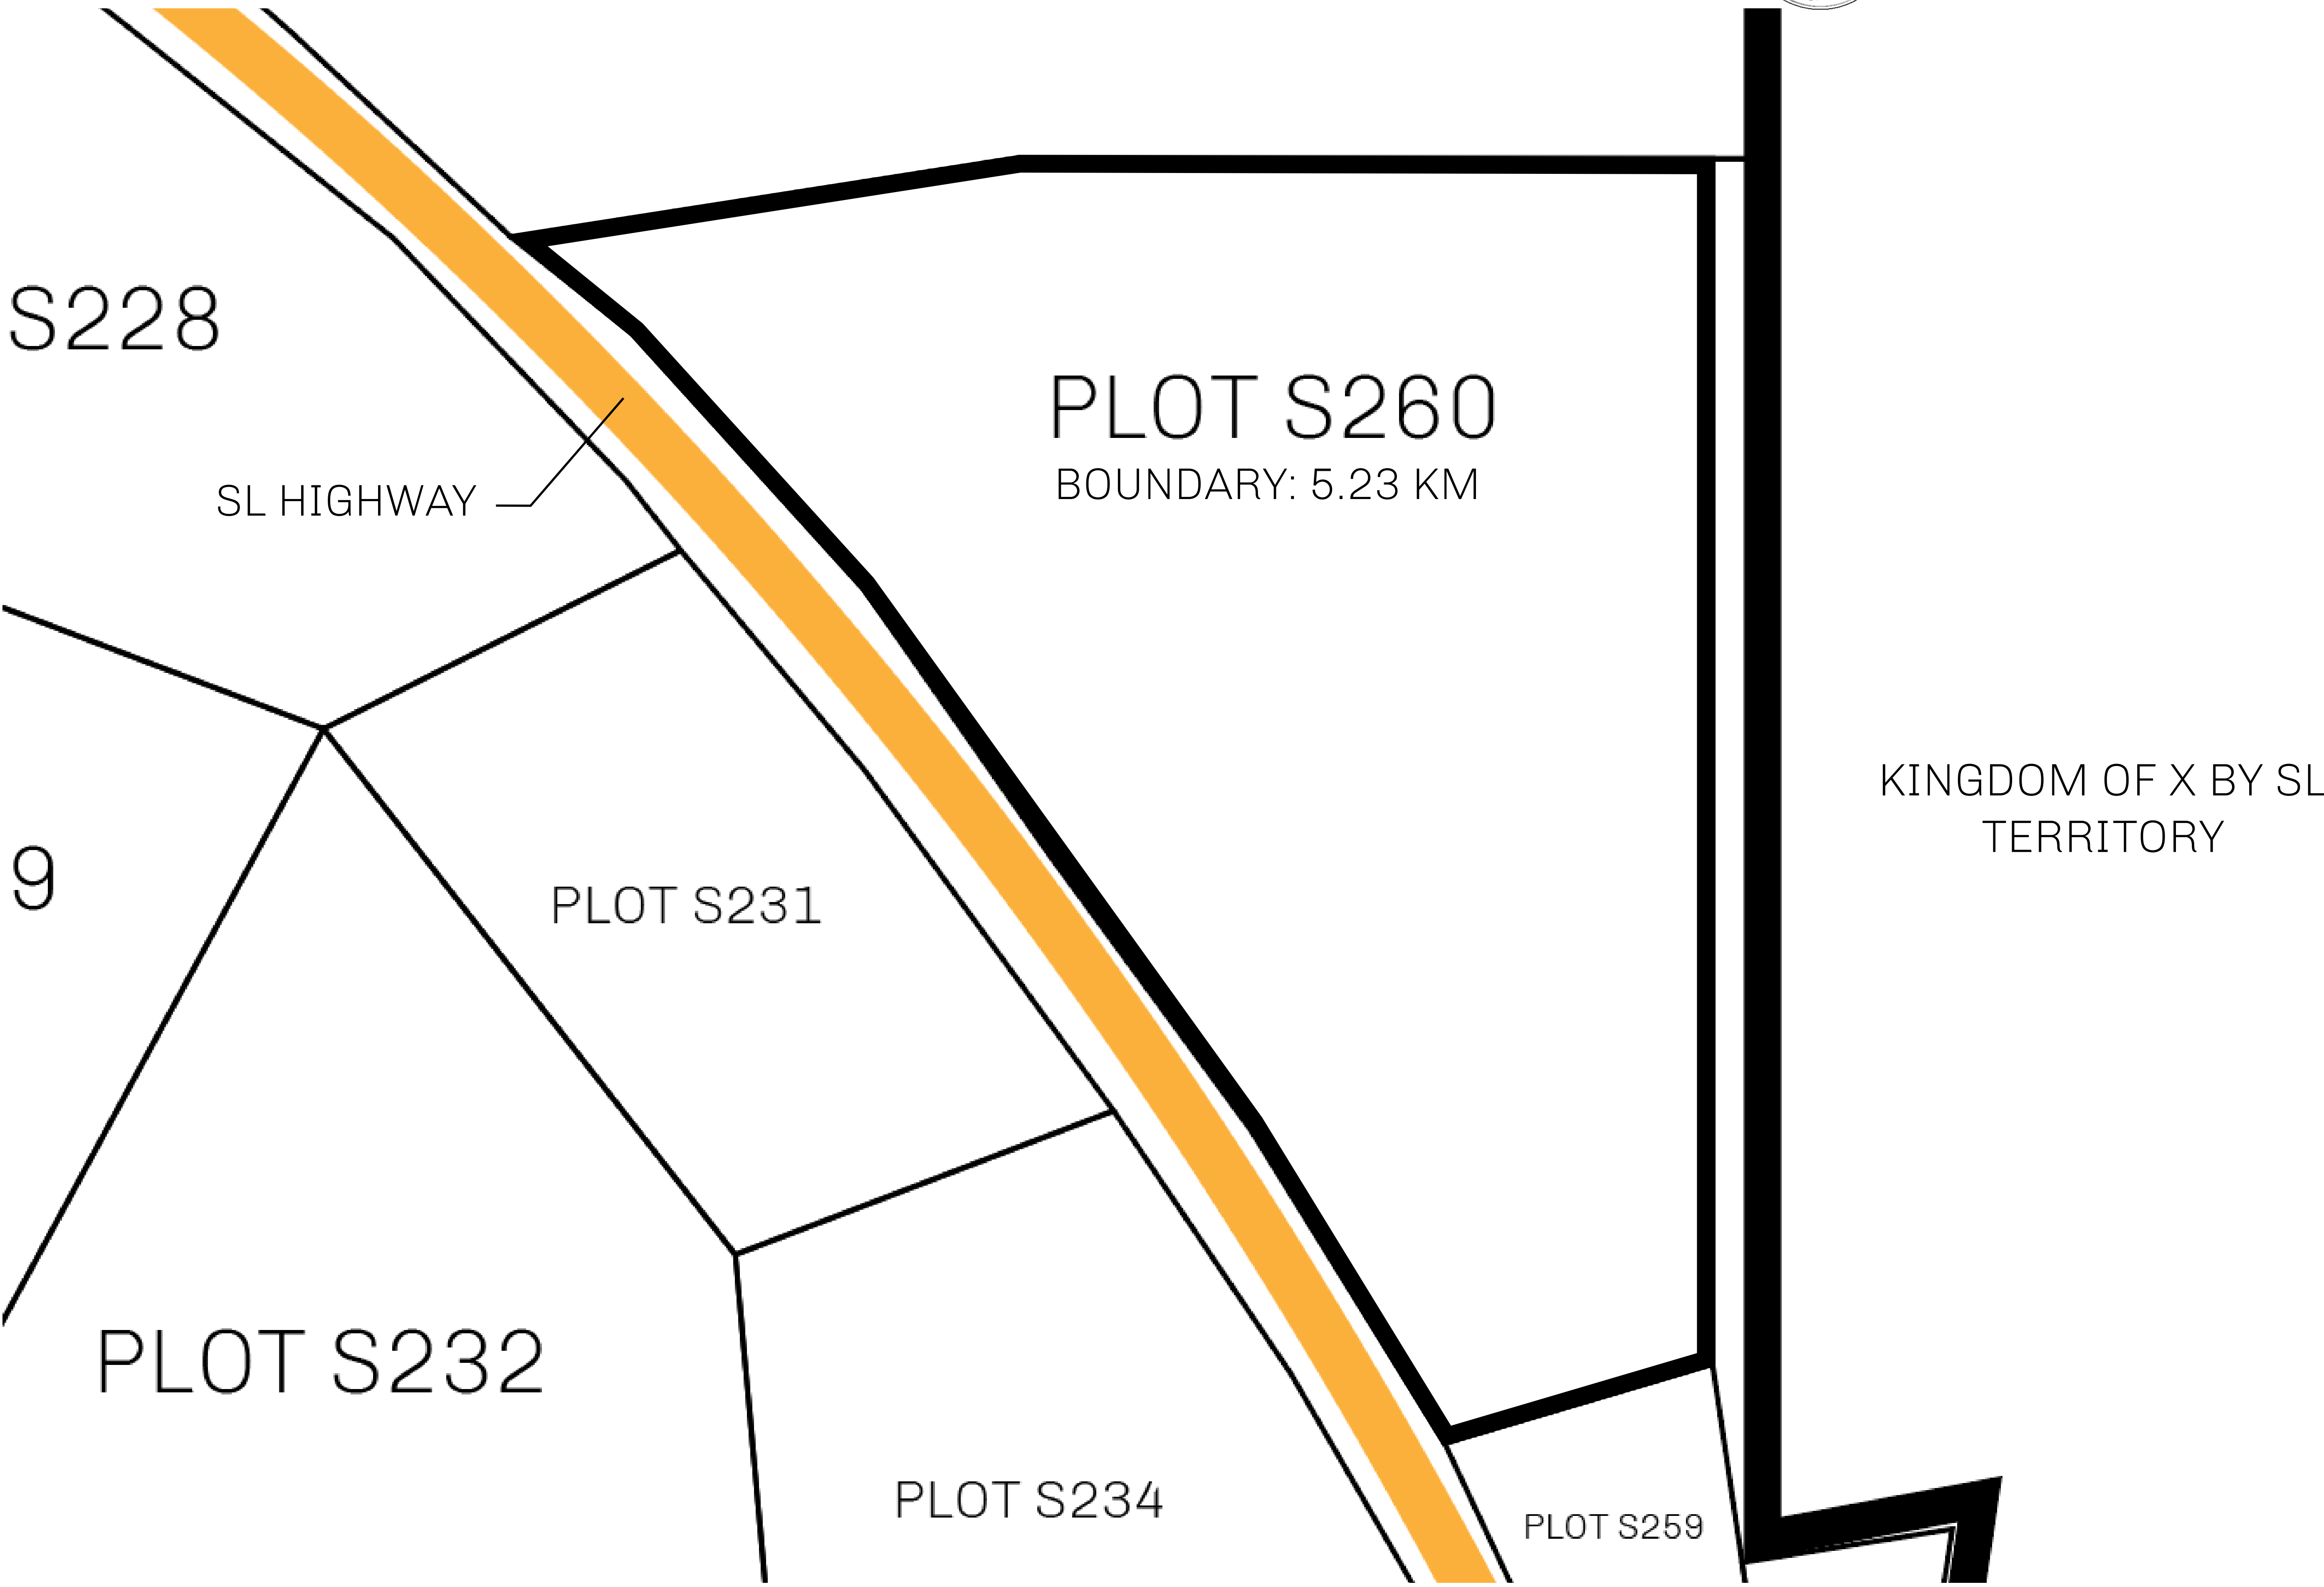 S228
PLOT S260
BOUNDARY: 5.23 KM
SL HIGHWAY
KINGDOM OF X BY SL
TERRITORY
9
PLOT S231
PLOT S232
PLOT S234
PLOT S259